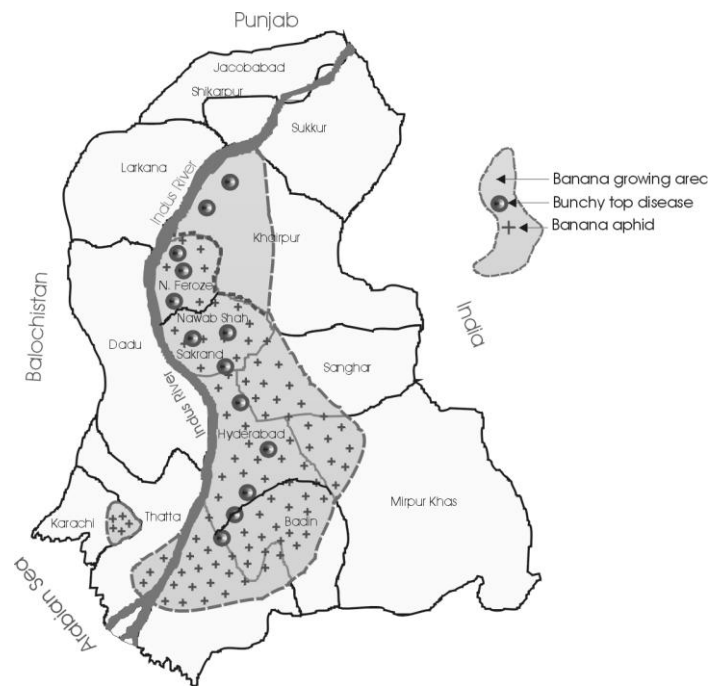 Punjab
Jacobabad
Shikarpur
Sukkur
Larkana
Indus River
Khairpur
N. Feroze
Nawab Shah
Sakrand
Dadu
Indus River
Sanghar
Hyderabad
Badin
Mirpur Khas
Karachi
Thatta
Balochistan
India
Arabian Sea
Banana growing arec
Bunchy top disease
Banana aphid